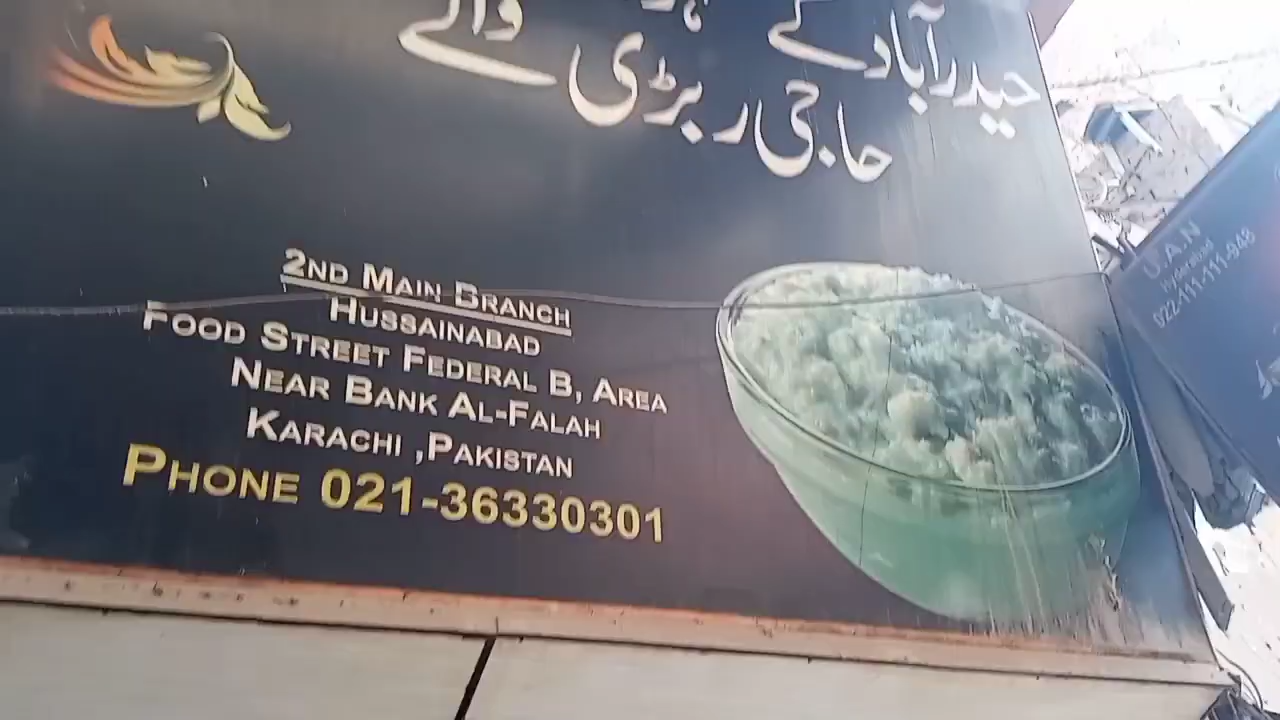 حیدرآباد کے
والے
حاجی ربڑی
2ND MAIN BRANCH
HUSSAINABAD
FOOD STREET FEDERAL B, AREA
NEAR BANK AL-FALAH
KARACHI ,PAKISTAN
PHONE 021-36330301
U.A.N
Hyderabad
022-111-111-948